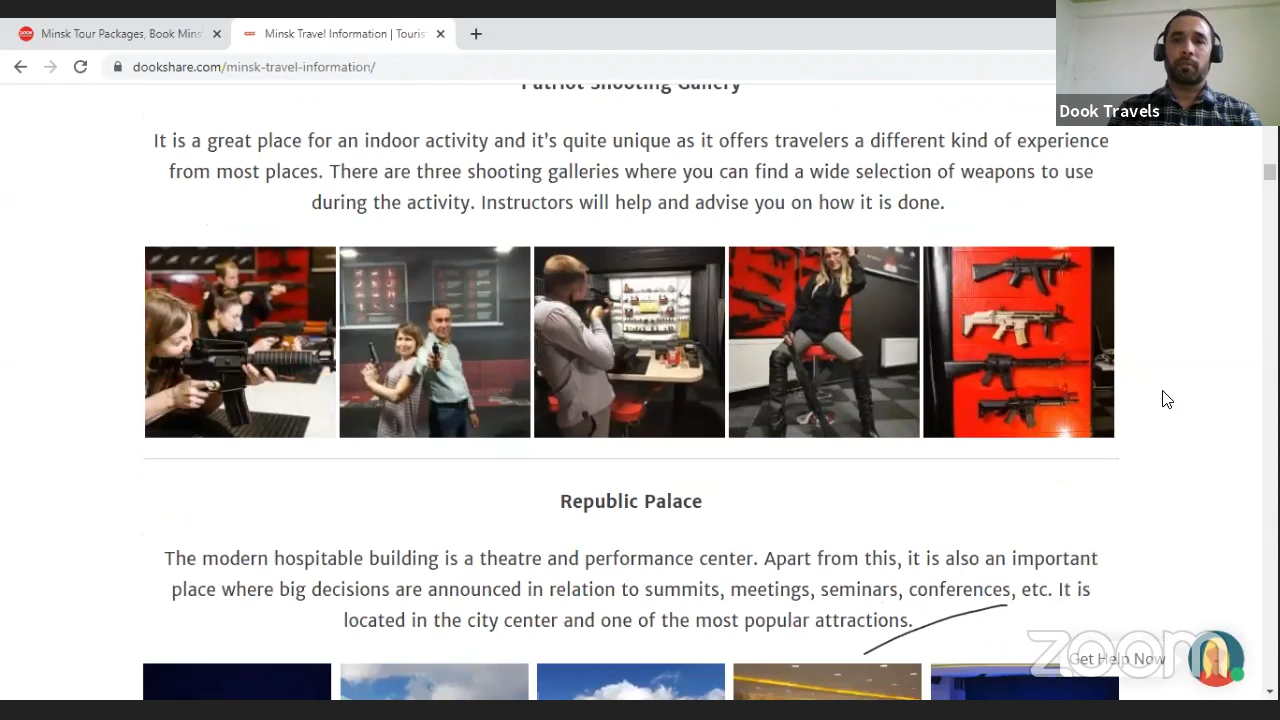 Minsk Tour Packages, Book Mins
Minsk Travel Information | Touris
dookshare.com/minsk-travel-information/
Dook Travels
Patriot Shooting Gallery
It is a great place for an indoor activity and it's quite unique as it offers travelers a different kind of experience
from most places. There are three shooting galleries where you can find a wide selection of weapons to use
during the activity. Instructors will help and advise you on how it is done.
Republic Palace
The modern hospitable building is a theatre and performance center. Apart from this, it is also an important
place where big decisions are announced in relation to summits, meetings, seminars, conferences, etc. It is
located in the city center and one of the most popular attractions.
zoom
Get Help Now